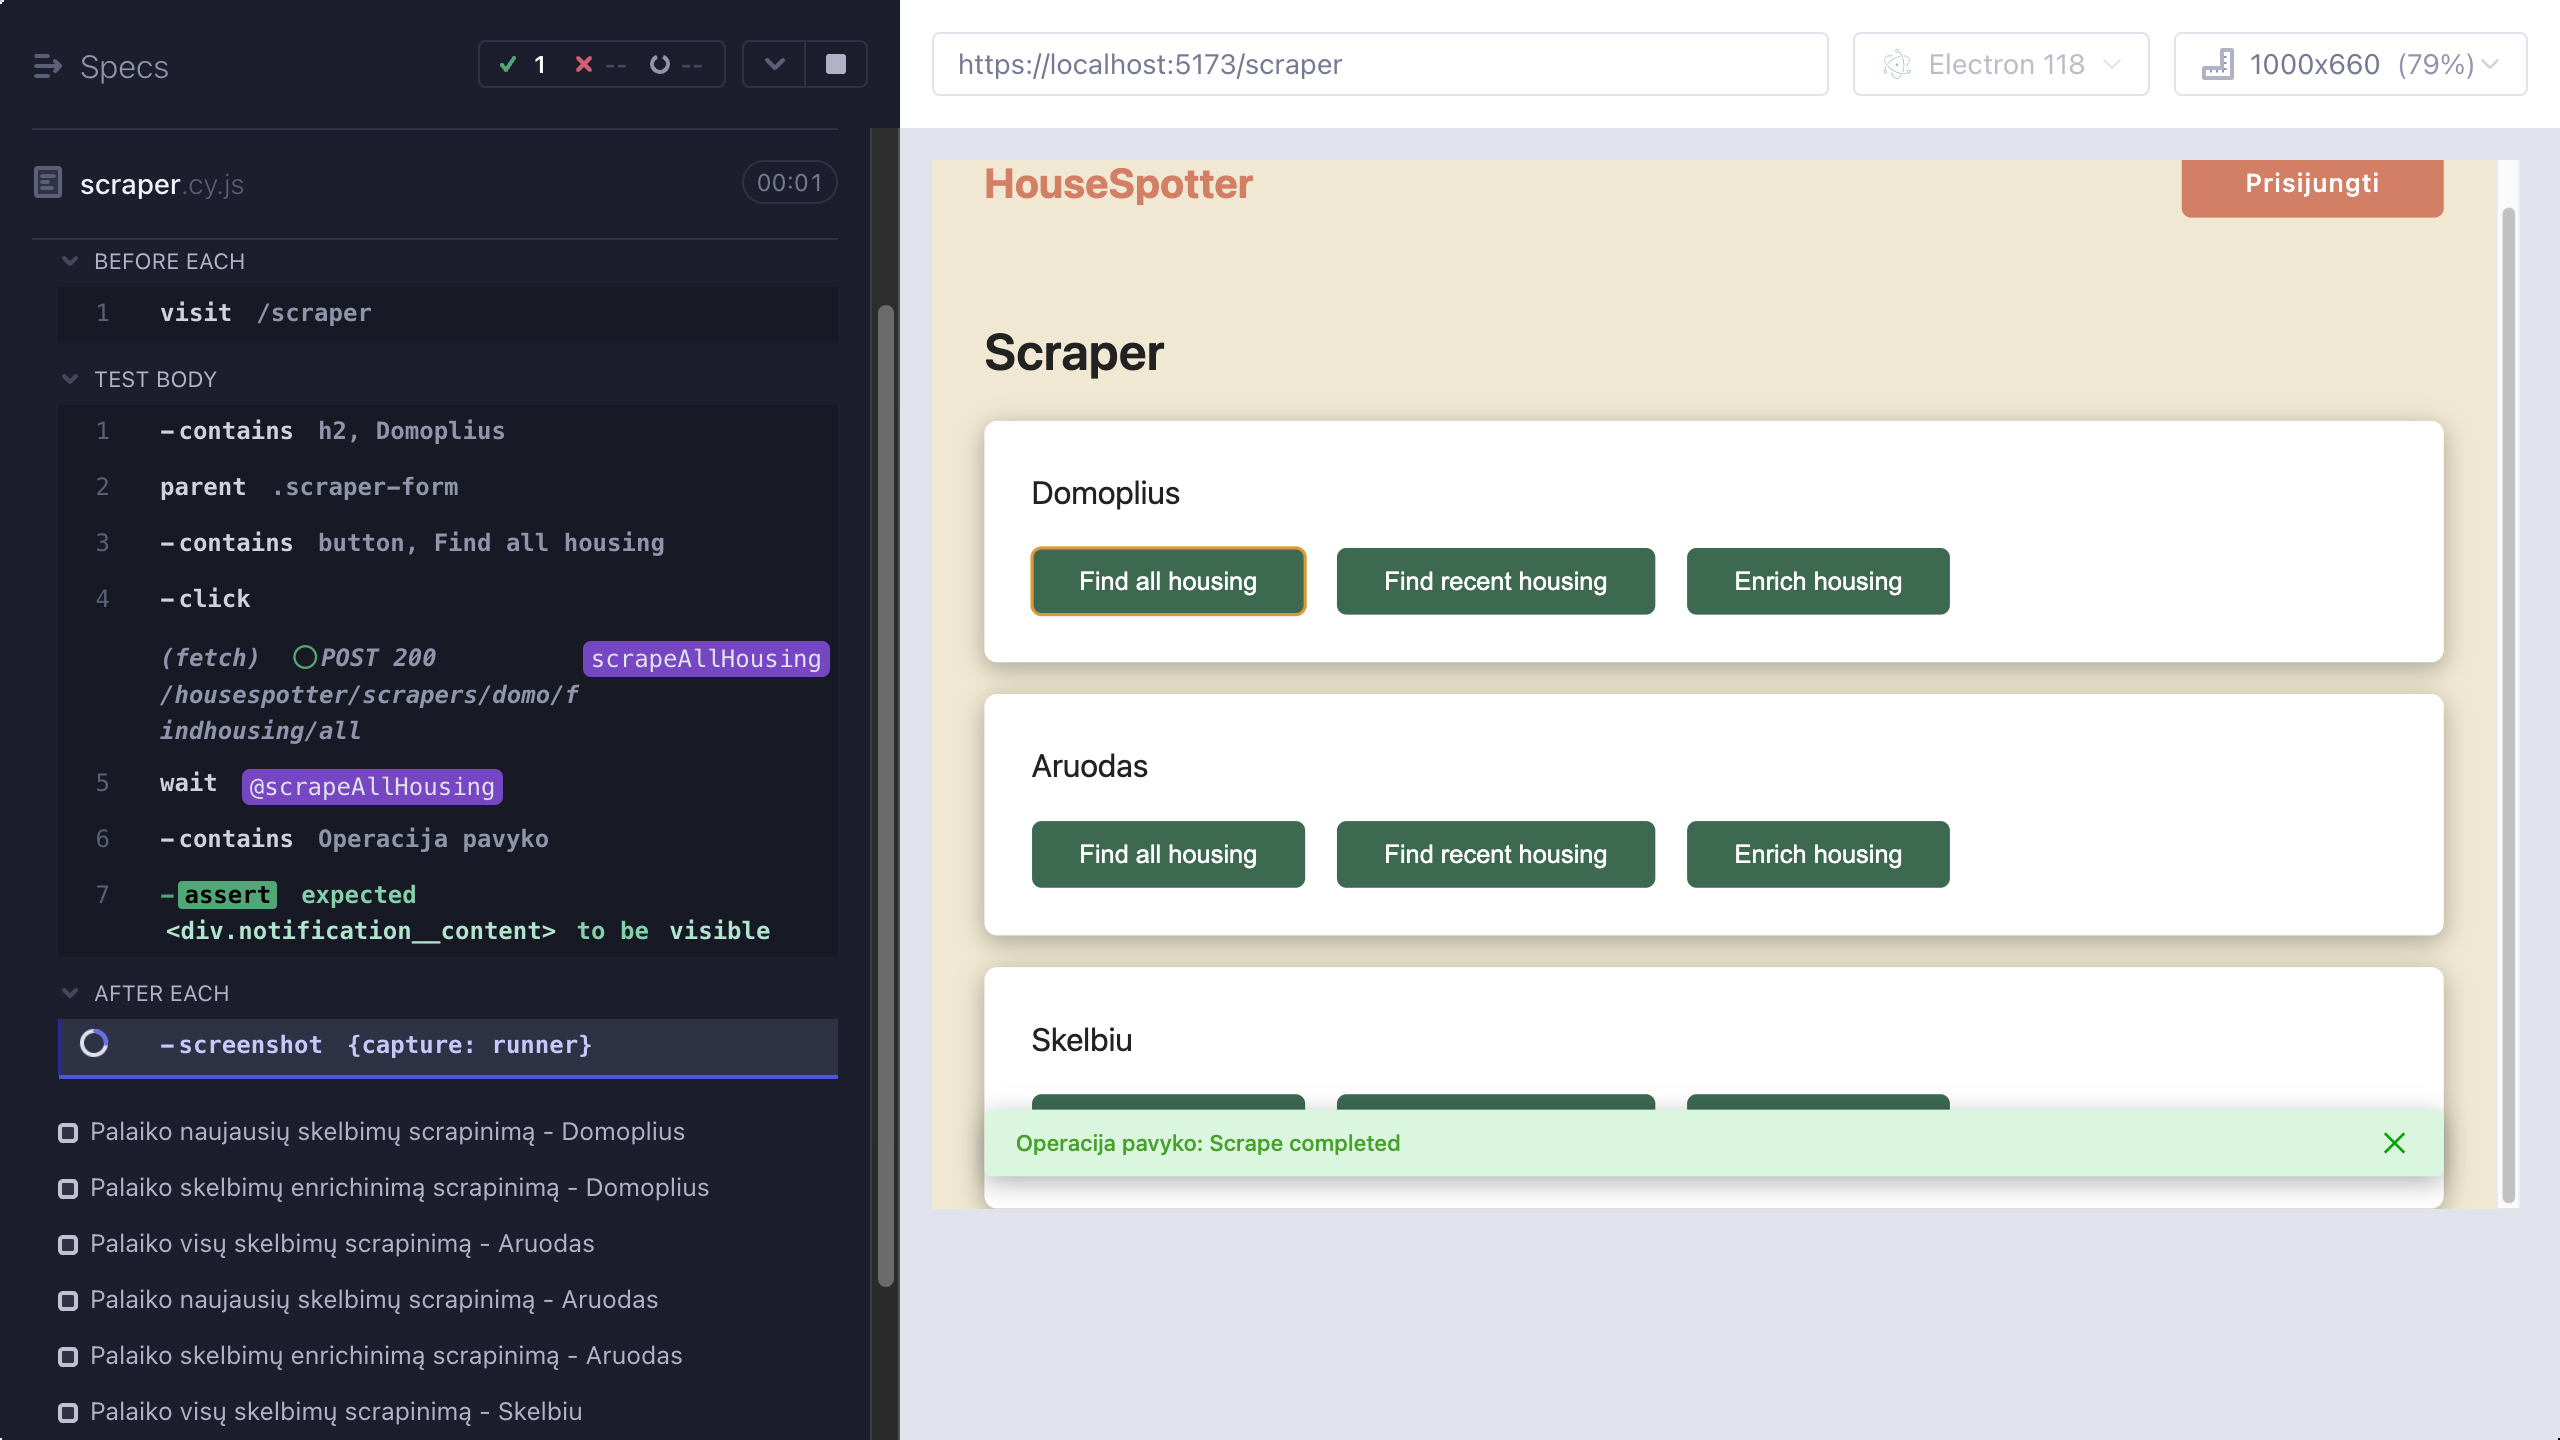 Specs
1
--
--
scraper.cy.js
00:01
BEFORE EACH
1 visit /scraper
TEST BODY
1 -contains h2, Domoplius
2 parent .scraper-form
3 -contains button, Find all housing
4 -click
(fetch) POST 200 scrapeAllHousing
/housespotter/scrapers/domo/f
indhousing/all
5 wait @scrapeAllHousing
6 -contains Operacija pavyko
7 -assert expected
<div.notification__content> to be visible
AFTER EACH
-screenshot {capture: runner}
Palaiko naujausių skelbimų scrapinimą - Domoplius
Palaiko skelbimų enrichinimą scrapinimą - Domoplius
Palaiko visų skelbimų scrapinimą - Aruodas
Palaiko naujausių skelbimų scrapinimą - Aruodas
Palaiko skelbimų enrichinimą scrapinimą - Aruodas
Palaiko visų skelbimų scrapinimą - Skelbiu
https://localhost:5173/scraper
Electron 118
1000x660 (79%)
HouseSpotter
Prisijungti
Scraper
Domoplius
Find all housing Find recent housing Enrich housing
Aruodas
Find all housing Find recent housing Enrich housing
Skelbiu
Operacija pavyko: Scrape completed